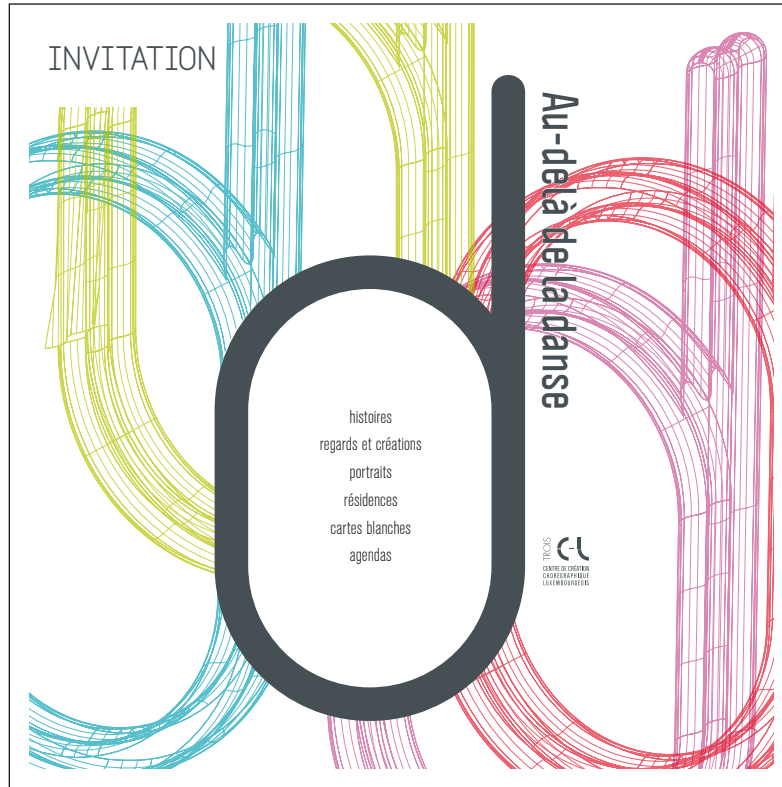 INVITATION
Au-delà de la danse
histoires
regards et créations
portraits
résidences
cartes blanches
agendas
TROIS C-L
CENTRE DE CRÉATION
CHORÉGRAPHIQUE
LUXEMBOURGEOIS